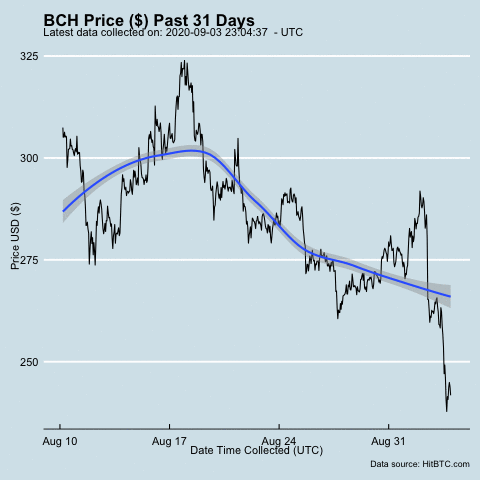 BCH Price ($) Past 31 Days
Latest data collected on: 2020-09-03 23:04:37 - UTC
325
300
275
250
Price USD ($)
Aug 10 Aug 17 Aug 24 Aug 31
Date Time Collected (UTC)
Data source: HitBTC.com